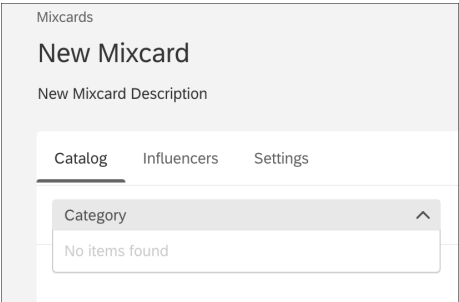 Mixcards
New Mixcard
New Mixcard Description
Catalog Influencers Settings
Category
No items found